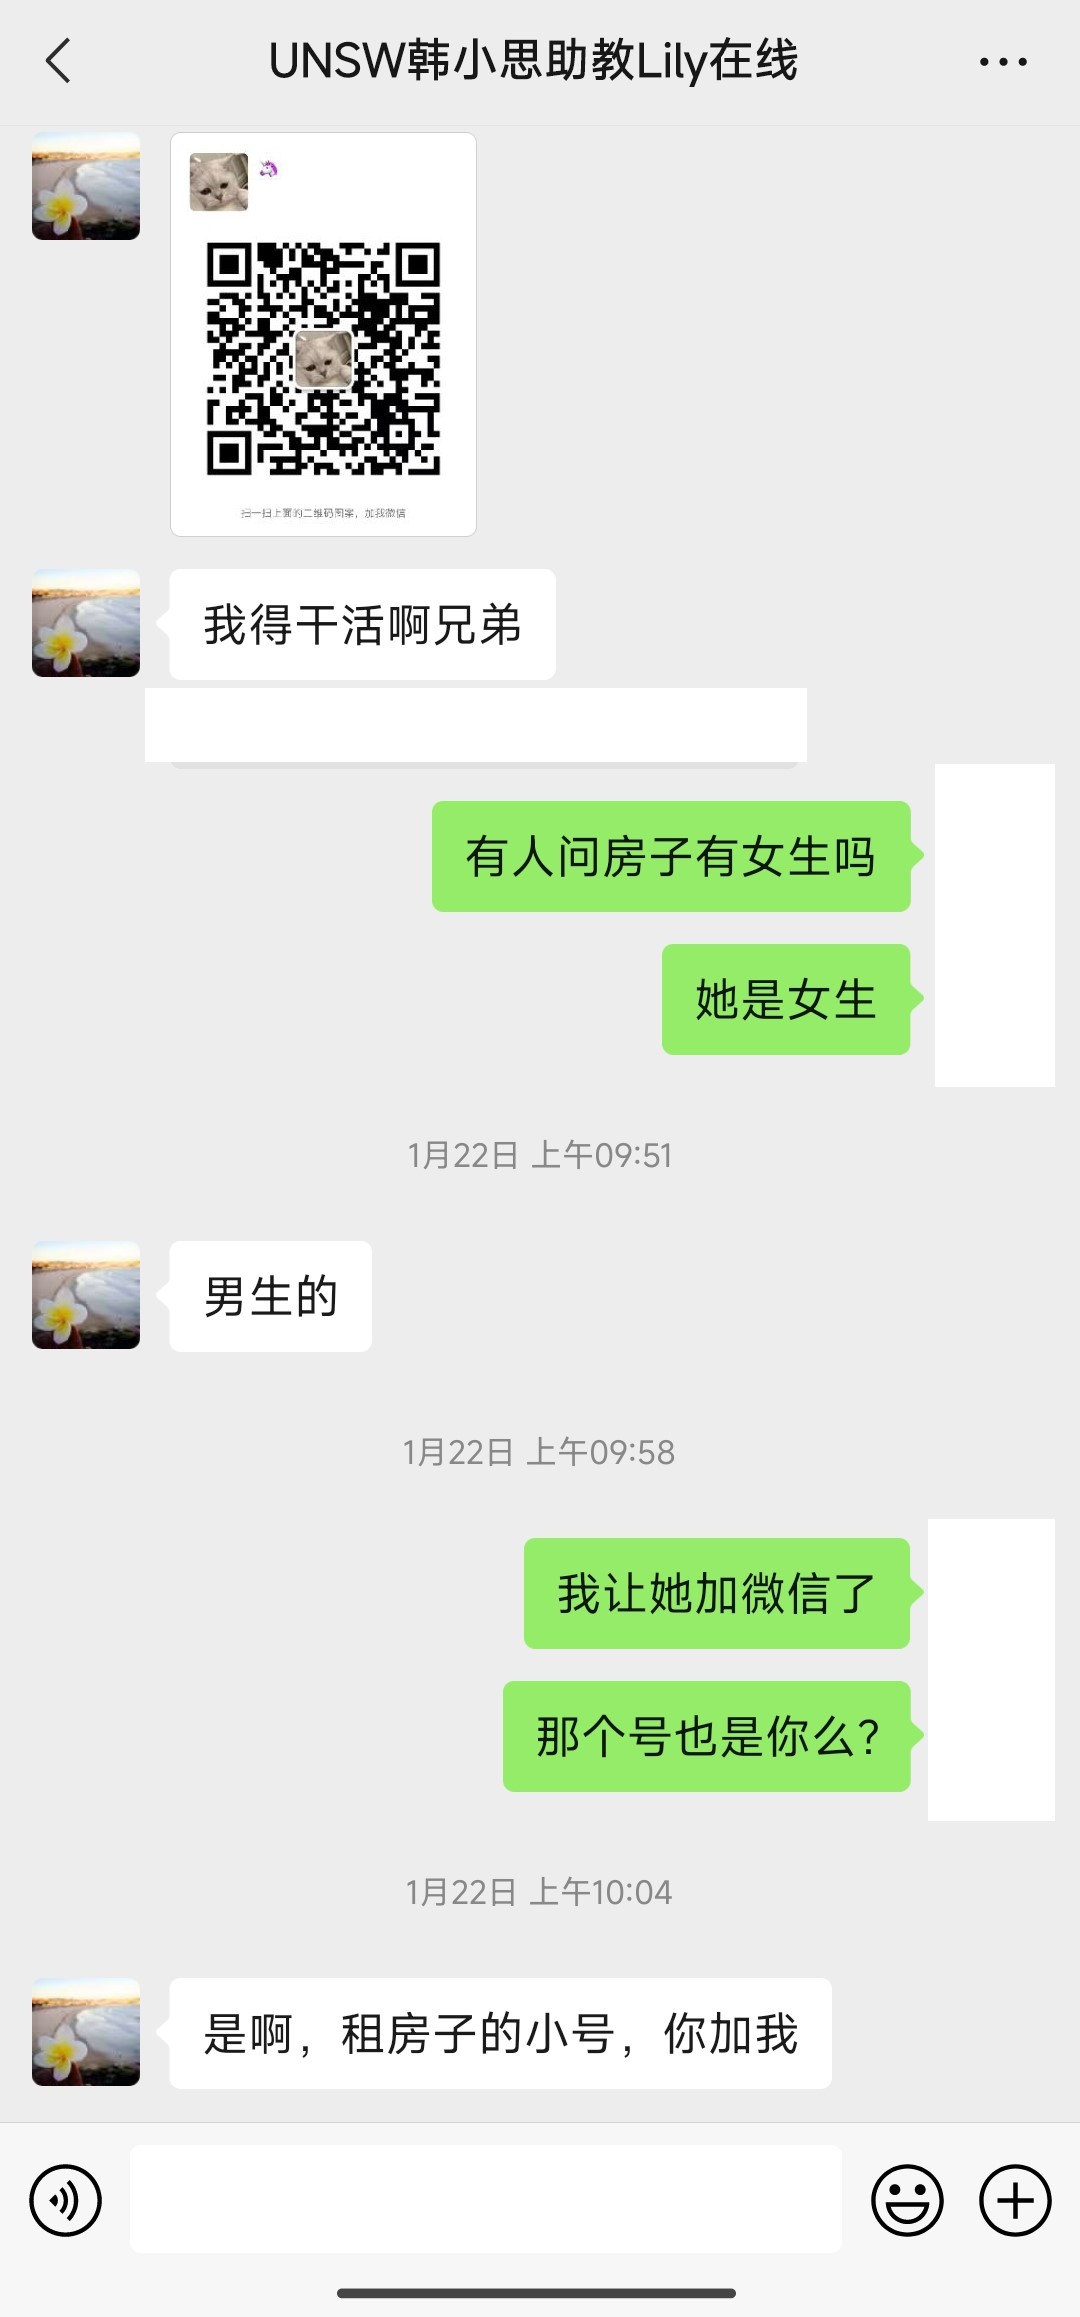 UNSW韩小思助教Lily在线
扫一扫上面的二维码图案，加我微信
我得干活啊兄弟
有人问房子有女生吗
她是女生
1月22日 上午09:51
男生的
1月22日 上午09:58
我让她加微信了
那个号也是你么?
1月22日 上午10:04
是啊，租房子的小号，你加我